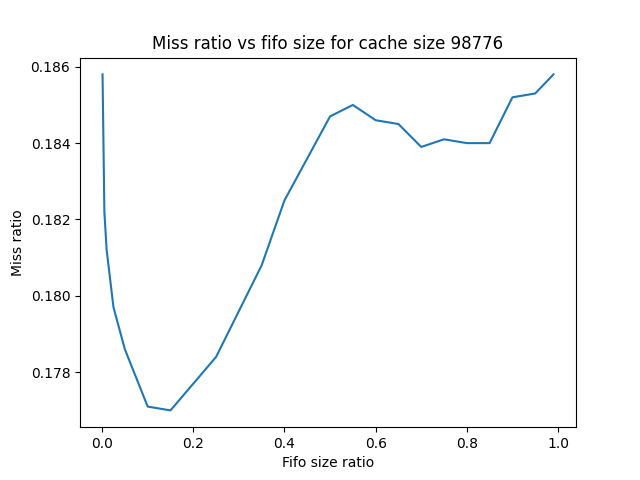 Miss ratio vs fifo size for cache size 98776
0.186
0.184
0.182
0.180
0.178
Miss ratio
0.0 0.2 0.4 0.6 0.8 1.0
Fifo size ratio